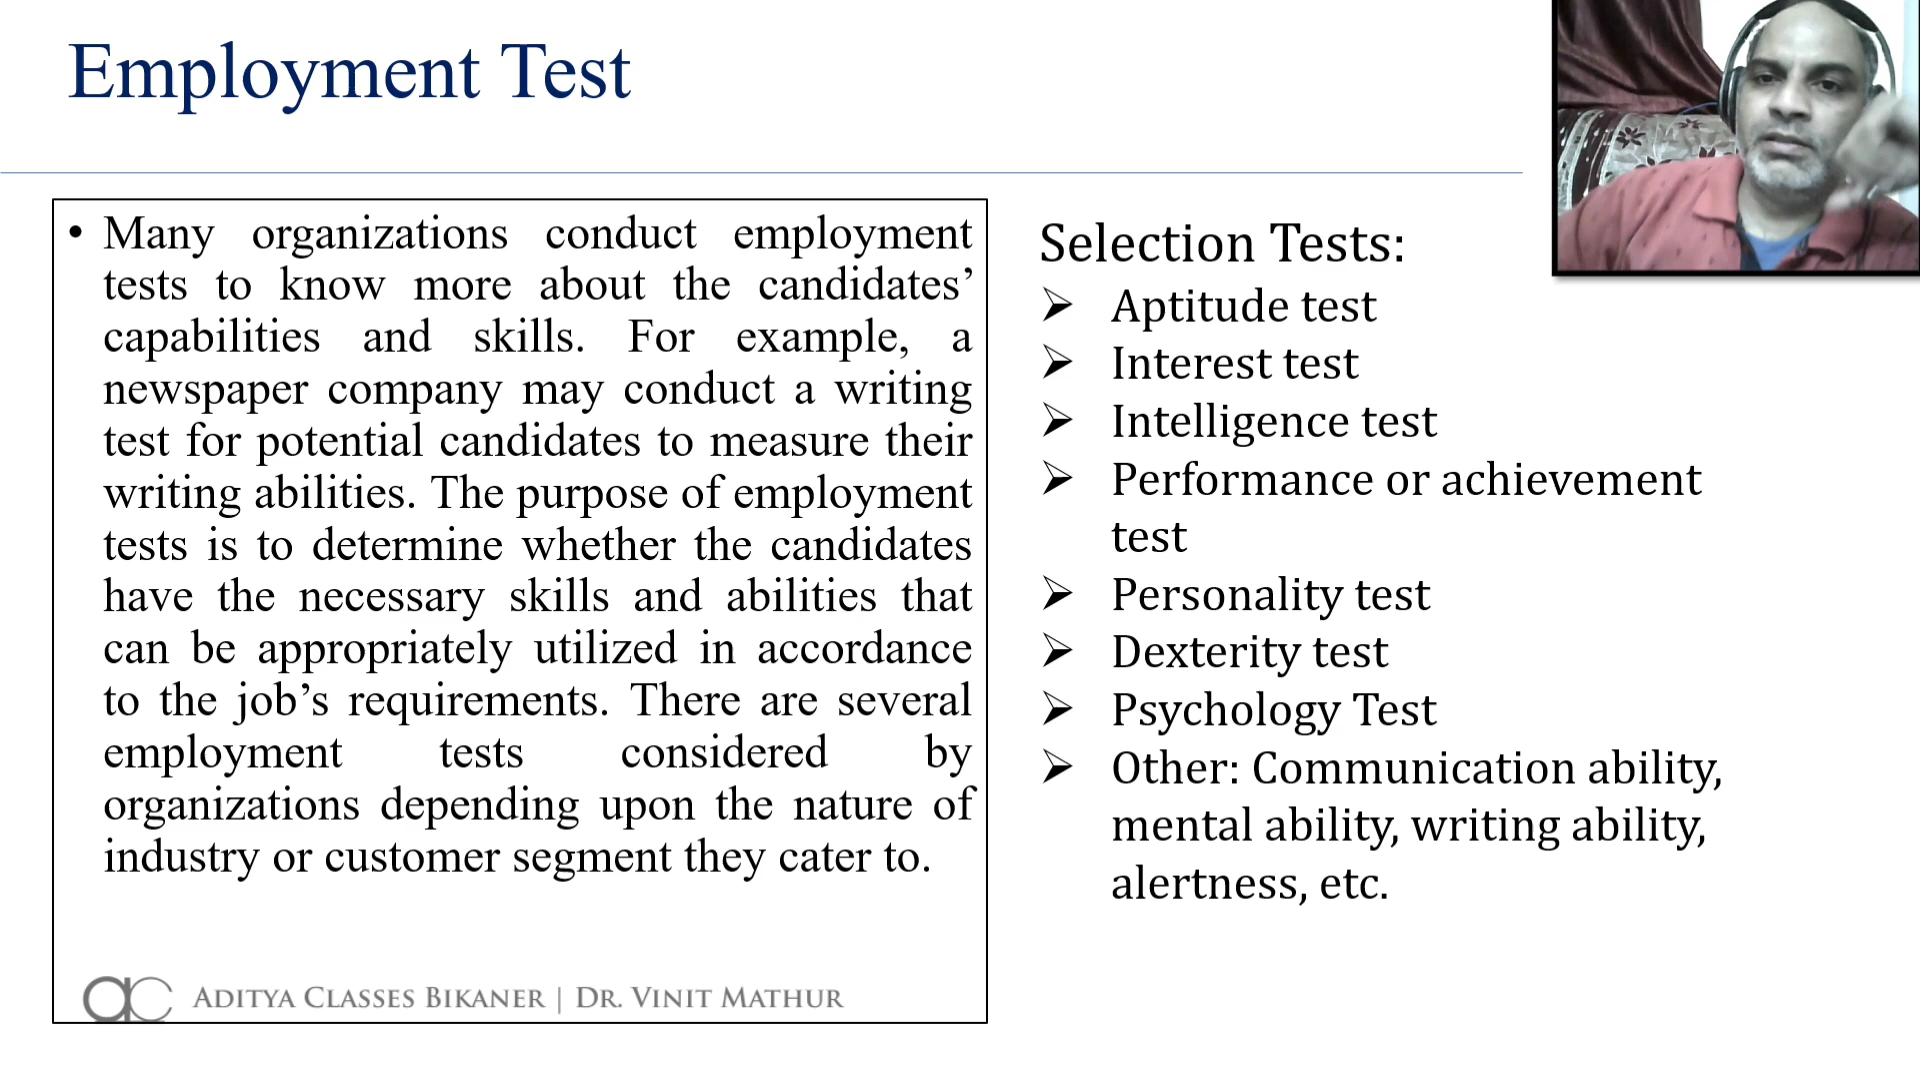 Employment Test
• Many organizations conduct employment
tests to know more about the candidates’
capabilities and skills. For example, a
newspaper company may conduct a writing
test for potential candidates to measure their
writing abilities. The purpose of employment
tests is to determine whether the candidates
have the necessary skills and abilities that
can be appropriately utilized in accordance
to the job’s requirements. There are several
employment tests considered by
organizations depending upon the nature of
industry or customer segment they cater to.
ac ADITYA CLASSES BIKANER | DR. VINIT MATHUR
Selection Tests:
➢ Aptitude test
➢ Interest test
➢ Intelligence test
➢ Performance or achievement
test
➢ Personality test
➢ Dexterity test
➢ Psychology Test
➢ Other: Communication ability,
mental ability, writing ability,
alertness, etc.